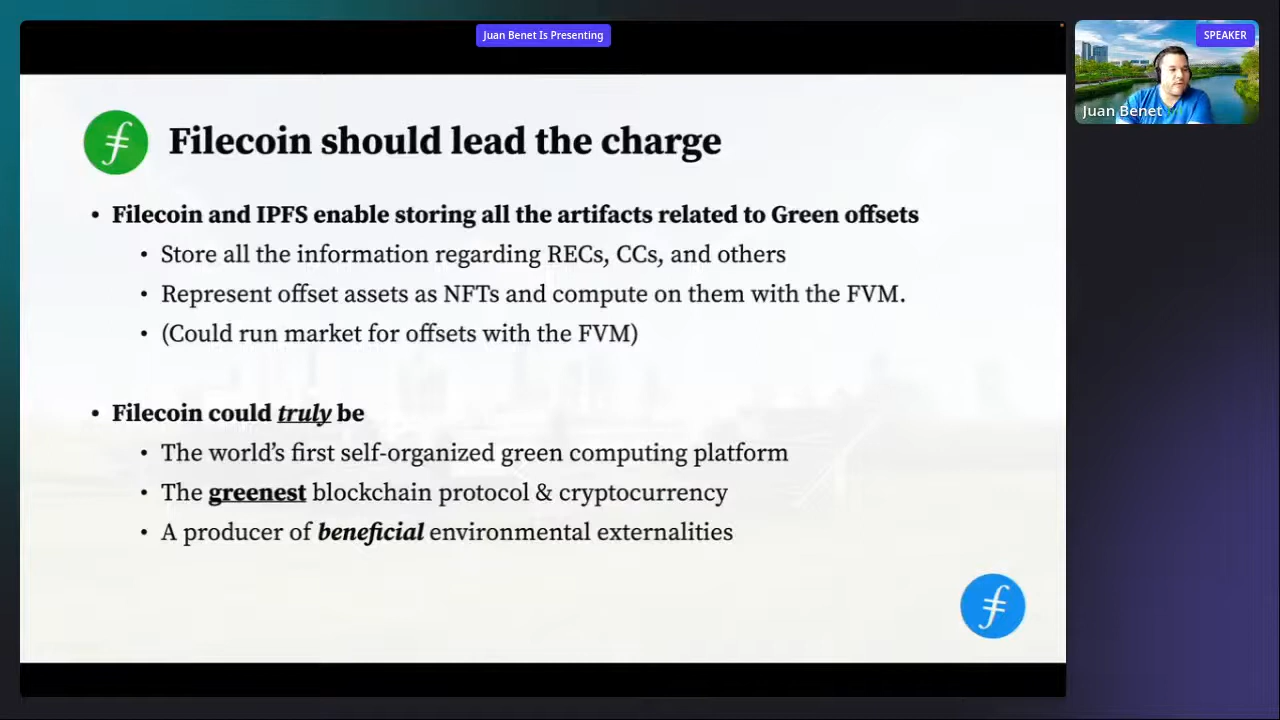 Juan Benet Is Presenting
SPEAKER
Juan Benet
Filecoin should lead the charge
• Filecoin and IPFS enable storing all the artifacts related to Green offsets
• Store all the information regarding RECs, CCs, and others
• Represent offset assets as NFTs and compute on them with the FVM.
• (Could run market for offsets with the FVM)
• Filecoin could truly be
• The world’s first self-organized green computing platform
• The greenest blockchain protocol & cryptocurrency
• A producer of beneficial environmental externalities